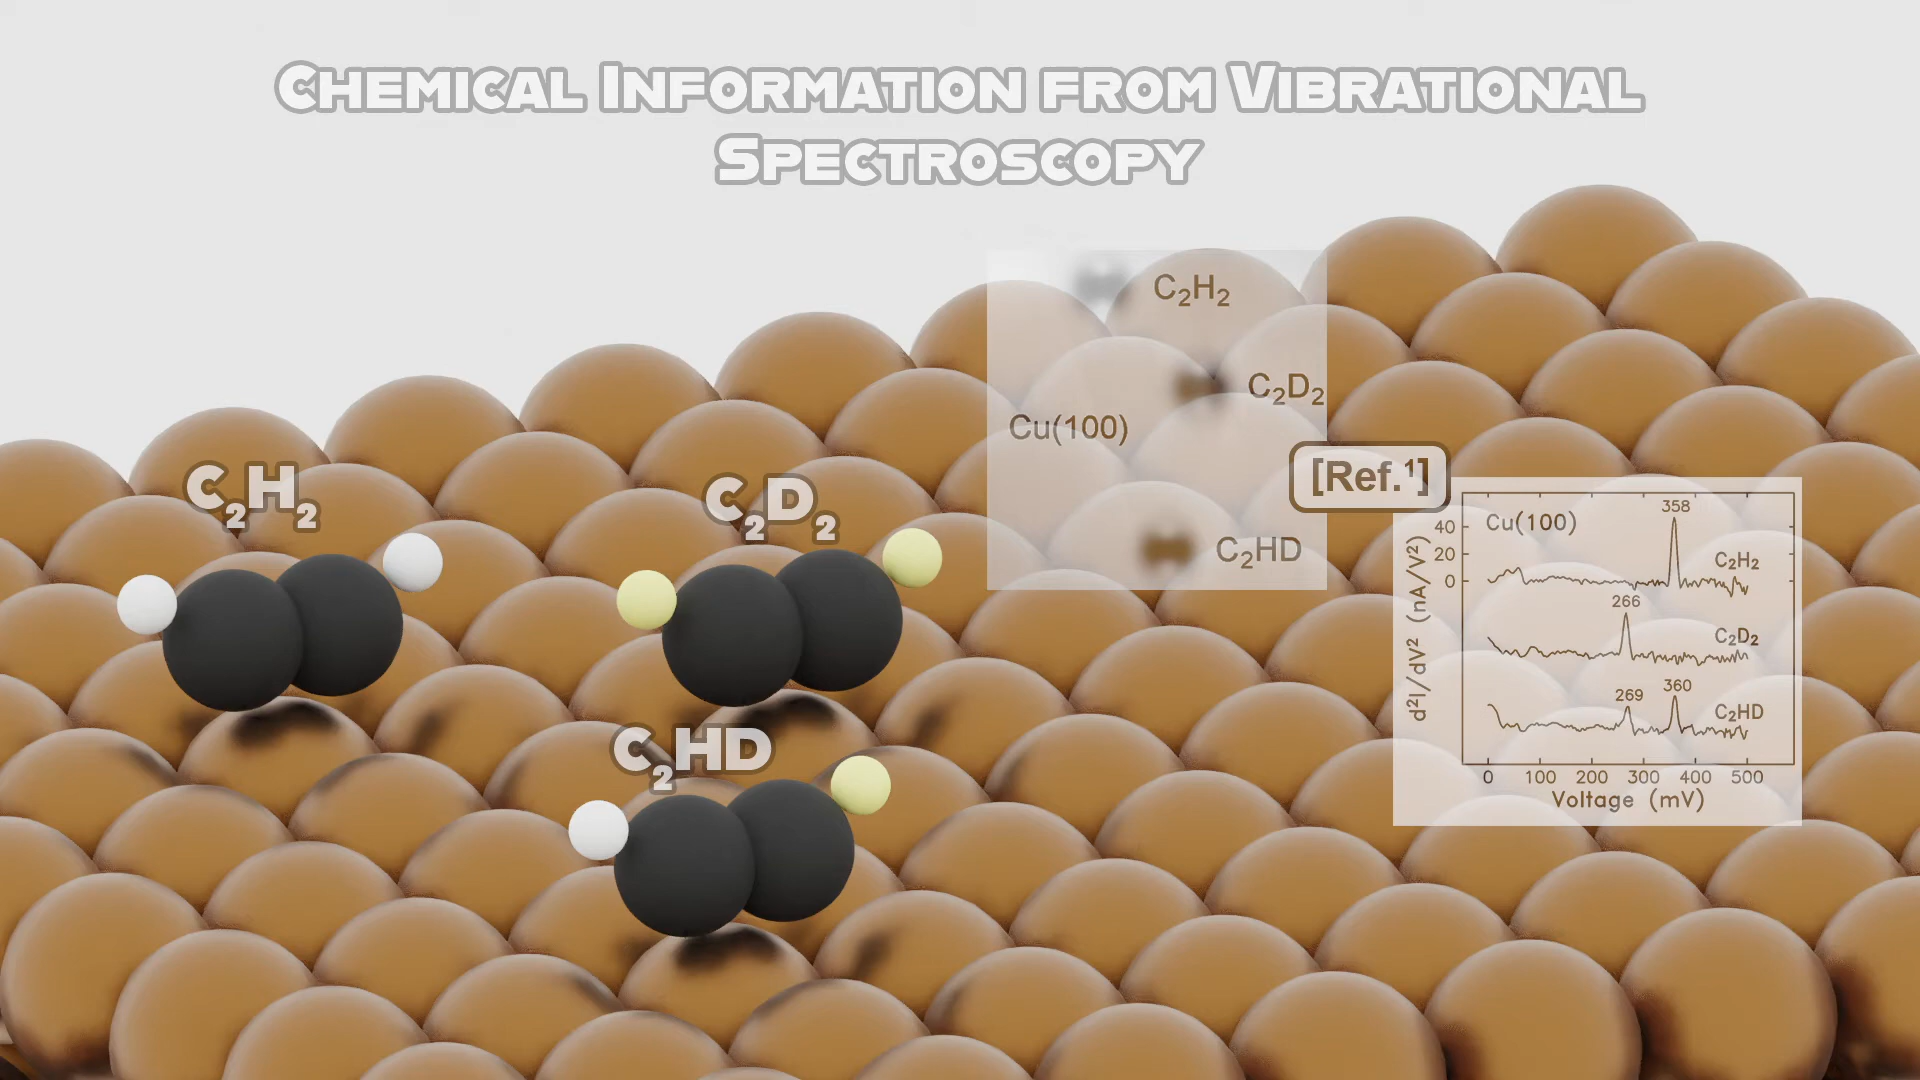 Chemical Information from Vibrational
Spectroscopy
C₂H₂
C₂D₂
C₂HD
C₂H₂
C₂D₂
Cu(100)
C₂HD
[Ref.¹]
Cu(100)
358
C₂H₂
266
C₂D₂
269
360
C₂HD
40
20
0
d²I/dV² (nA/V²)
0 100 200 300 400 500
Voltage (mV)